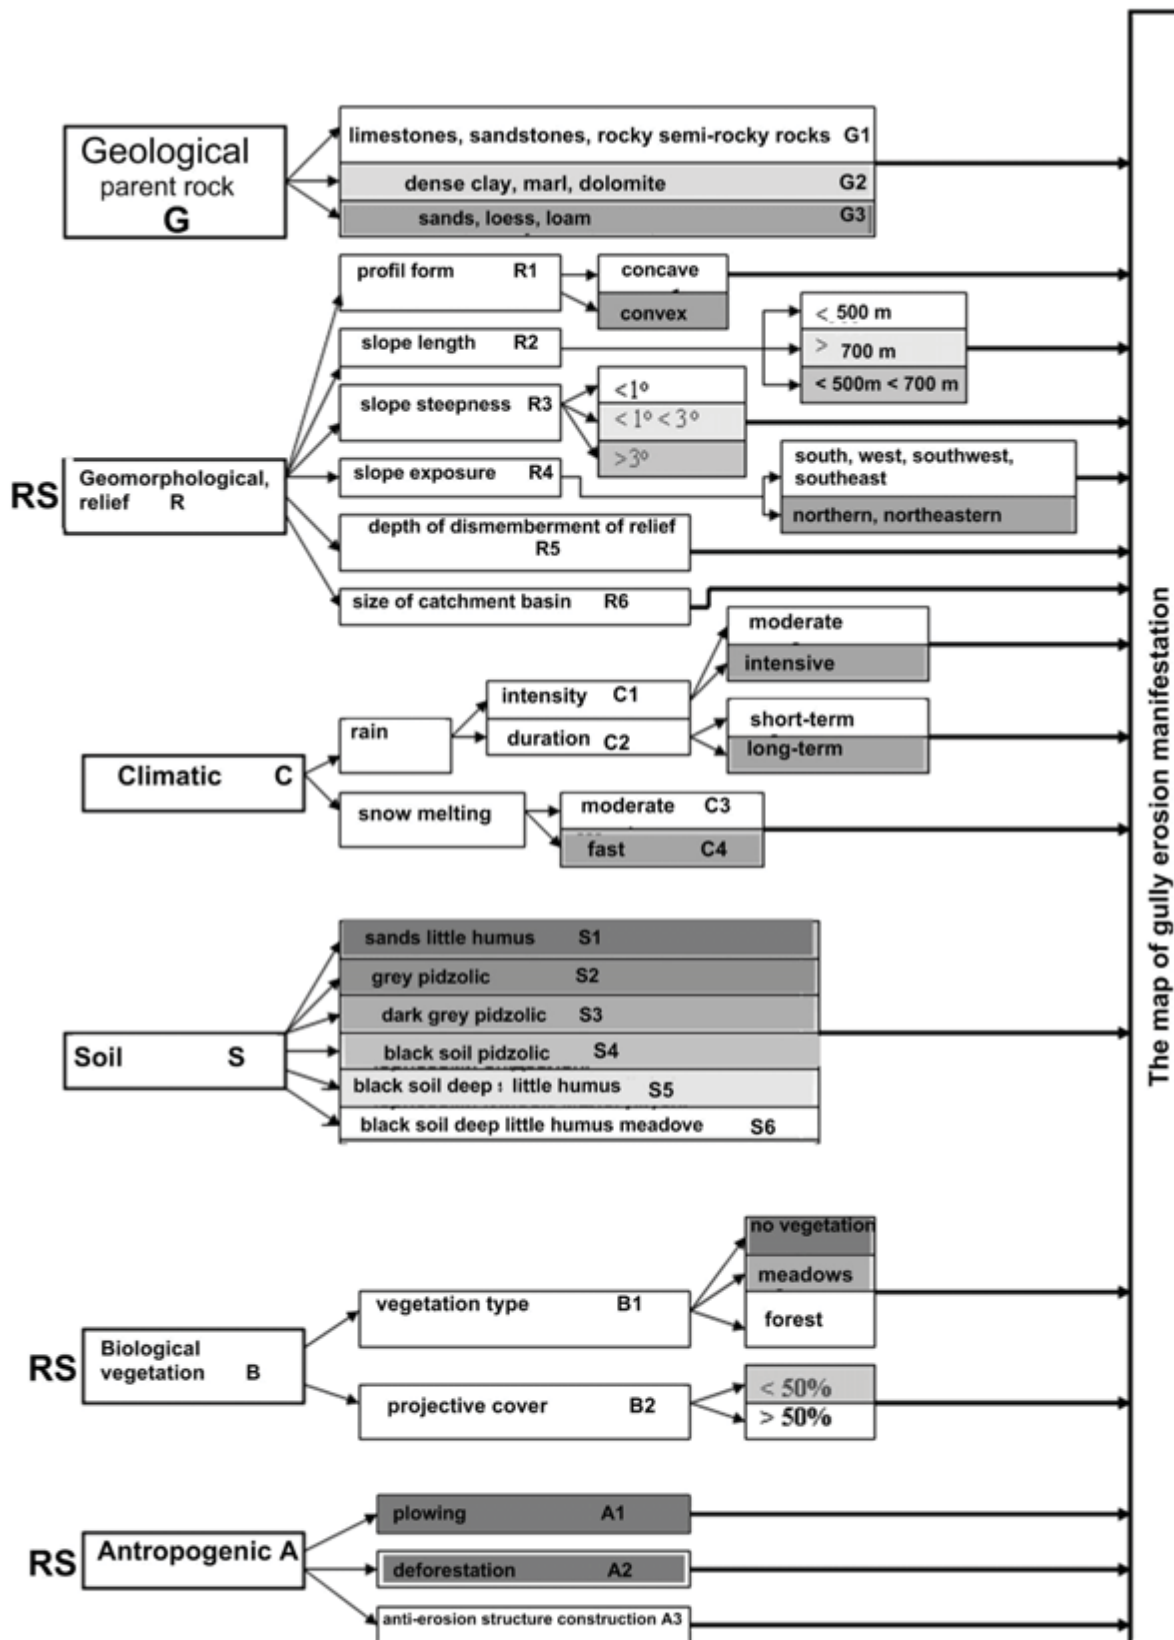 Geological
parent rock
G
limestones, sandstones, rocky semi-rocky rocks G1
dense clay, marl, dolomite G2
sands, loess, loam G3
RS
Geomorphological,
relief R
profil form R1
concave
convex
slope length R2
< 500 m
> 700 m
< 500m < 700 m
slope steepness R3
<1°
< 1° < 3°
>3°
slope exposure R4
south, west, southwest,
southeast
northern, northeastern
depth of dismemberment of relief
R5
size of catchment basin R6
Climatic C
rain
intensity C1
duration C2
moderate
intensive
short-term
long-term
snow melting
moderate C3
fast C4
Soil S
sands little humus S1
grey pidzolic S2
dark grey pidzolic S3
black soil pidzolic S4
black soil deep : little humus S5
black soil deep little humus meadove S6
RS
Biological
vegetation B
vegetation type B1
no vegetation
meadows
forest
projective cover B2
< 50%
> 50%
RS
Antropogenic A
plowing A1
deforestation A2
anti-erosion structure construction A3
The map of gully erosion manifestation